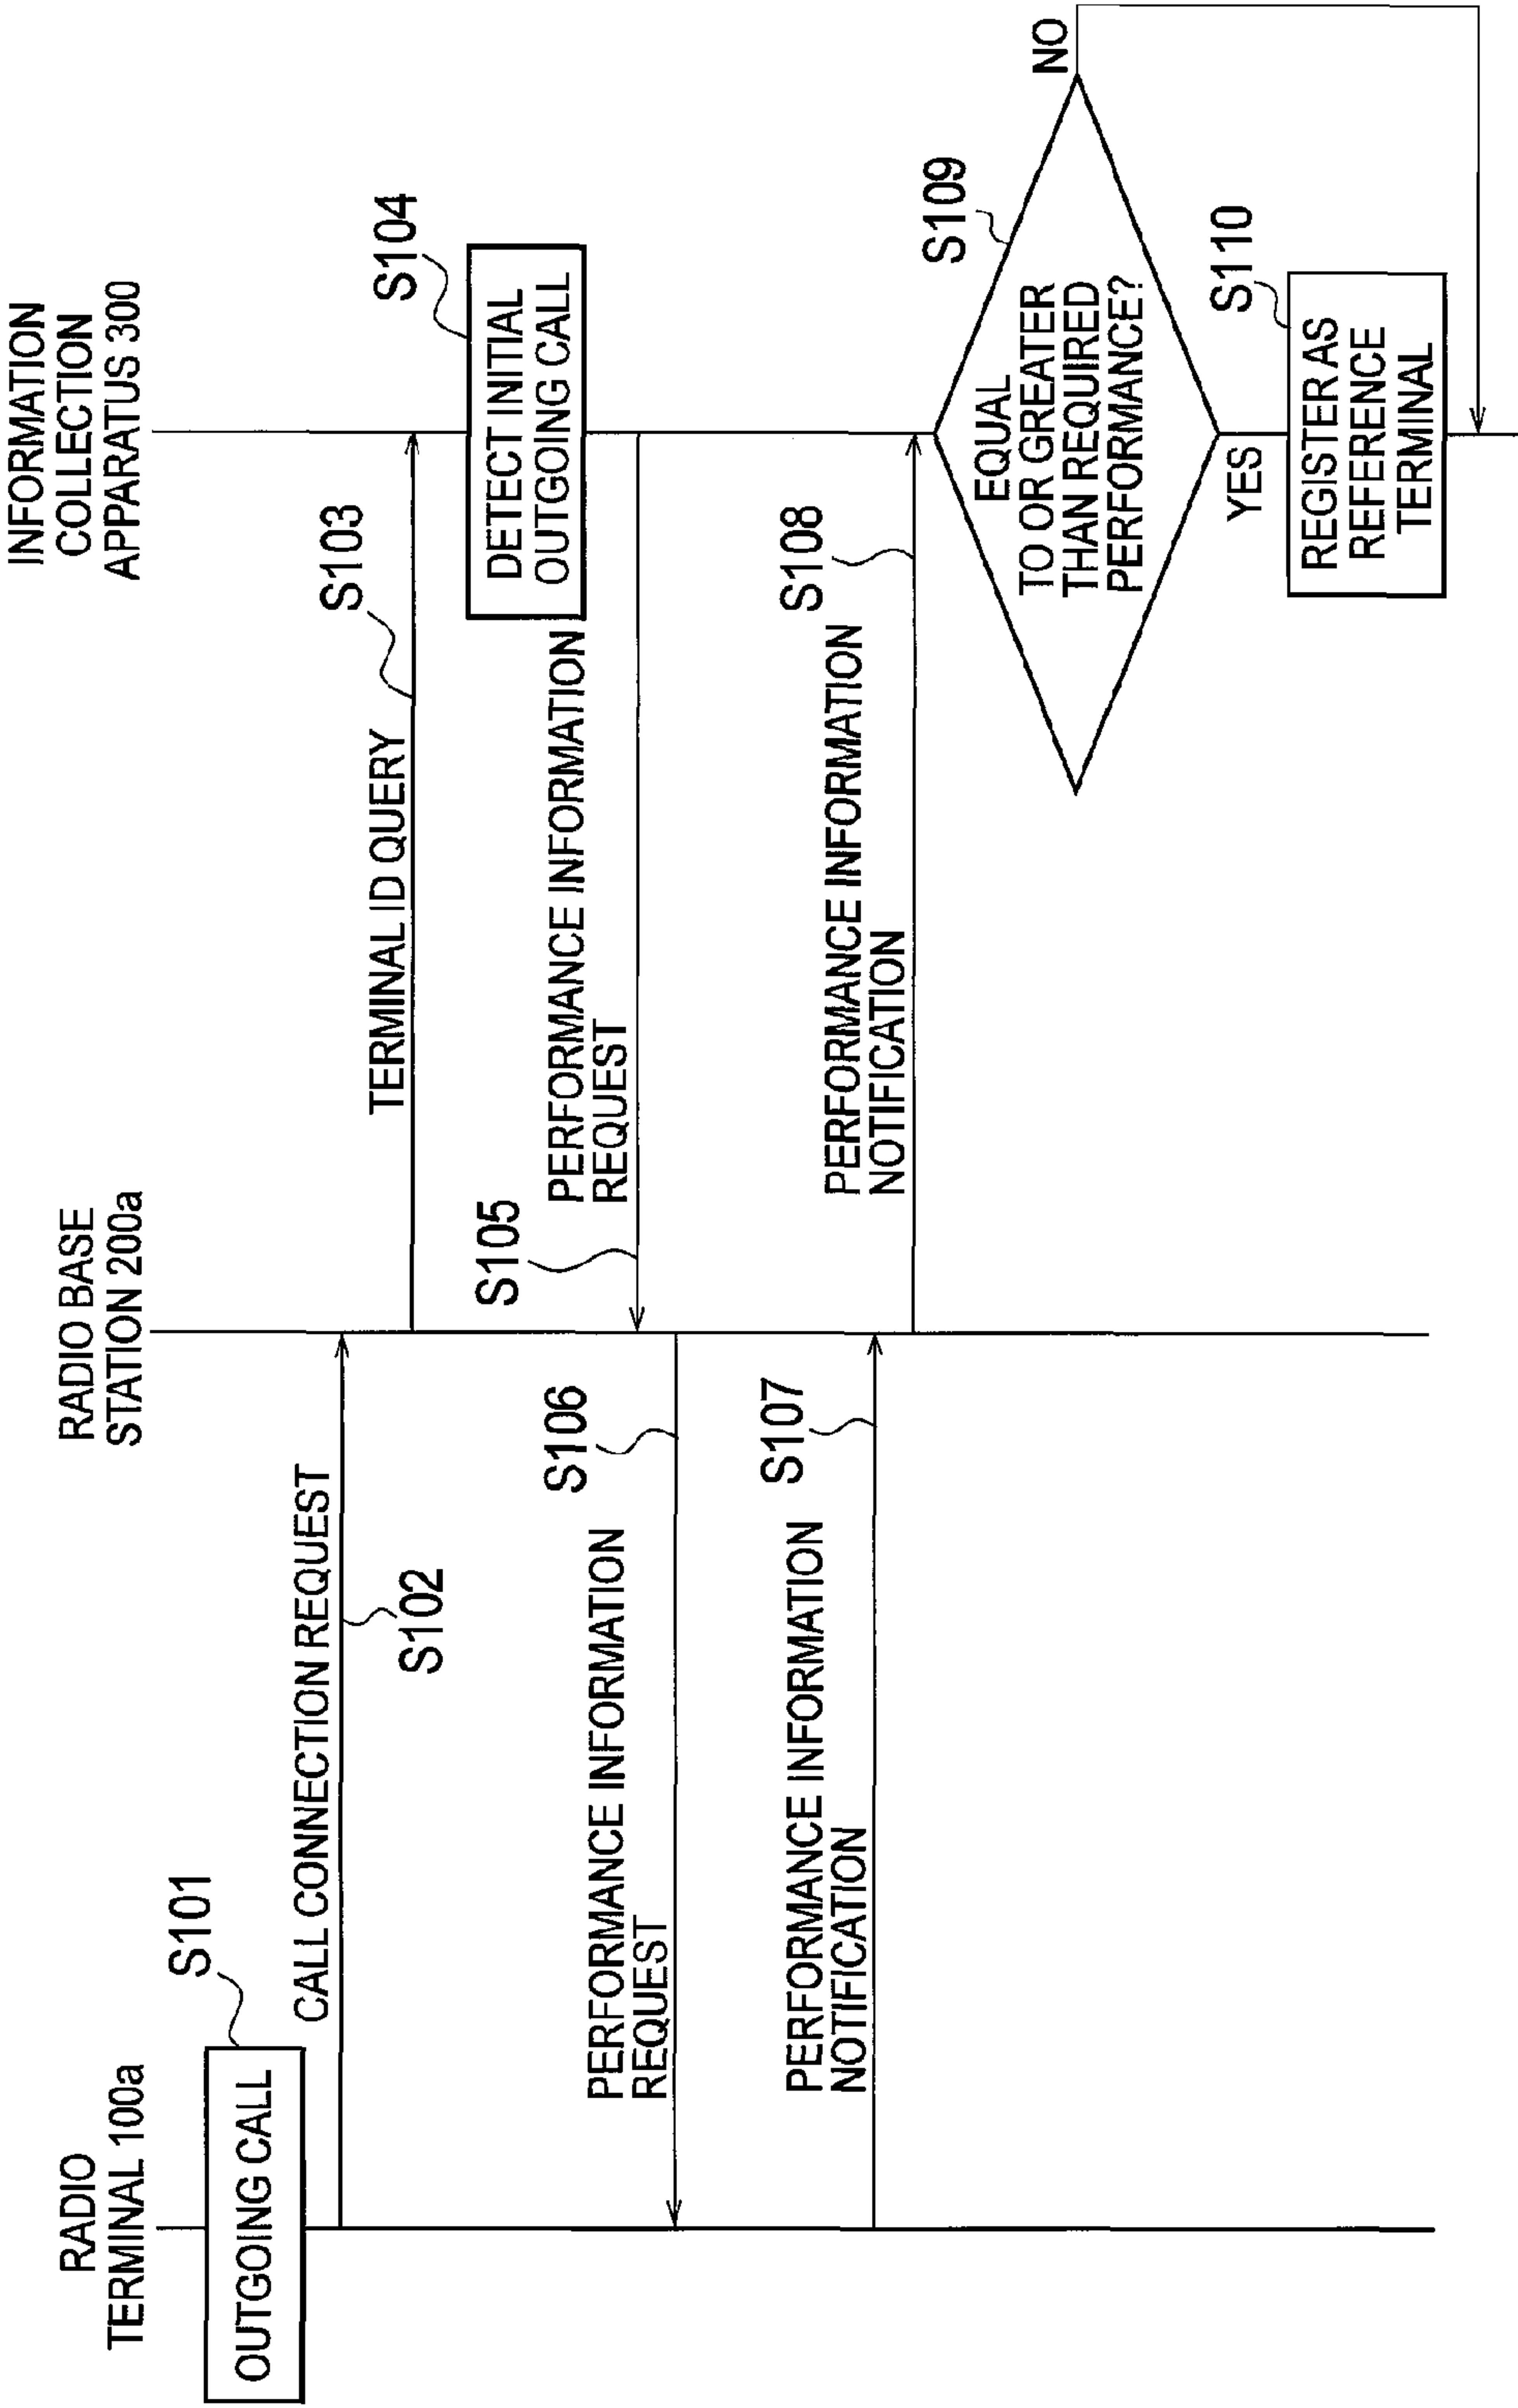 RADIO
TERMINAL 100a
RADIO BASE
STATION 200a
INFORMATION
COLLECTION
APPARATUS 300
S101
OUTGOING CALL
CALL CONNECTION REQUEST
S102
TERMINAL ID QUERY
S103
S104
DETECT INITIAL
OUTGOING CALL
S105
PERFORMANCE INFORMATION
REQUEST
S106
PERFORMANCE INFORMATION
REQUEST
S107
PERFORMANCE INFORMATION
NOTIFICATION
S108
PERFORMANCE INFORMATION
NOTIFICATION
S109
EQUAL
TO OR GREATER
THAN REQUIRED
PERFORMANCE?
NO
YES
S110
REGISTER AS
REFERENCE
TERMINAL